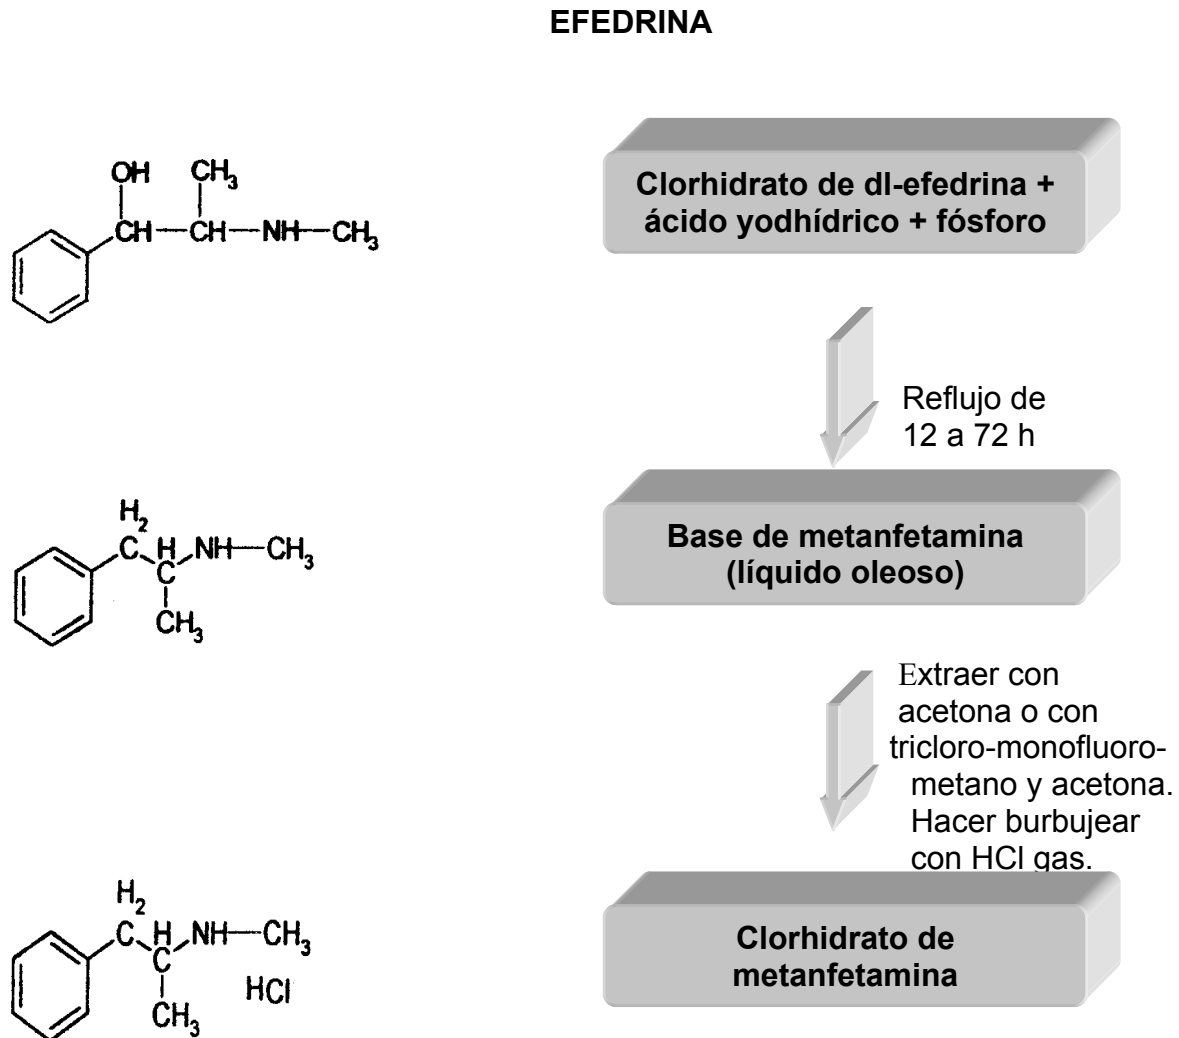 EFEDRINA
OH CH3
CH—CH—NH—CH3
Clorhidrato de dl-efedrina +
ácido yodhídrico + fósforo
Reflujo de
12 a 72 h
H2
C H NH—CH3
C
CH3
Base de metanfetamina
(líquido oleoso)
Extraer con
acetona o con
tricloro-monofluoro-
metano y acetona.
Hacer burbujear
con HCl gas.
H2
C H NH—CH3
C
HCl
CH3
Clorhidrato de
metanfetamina